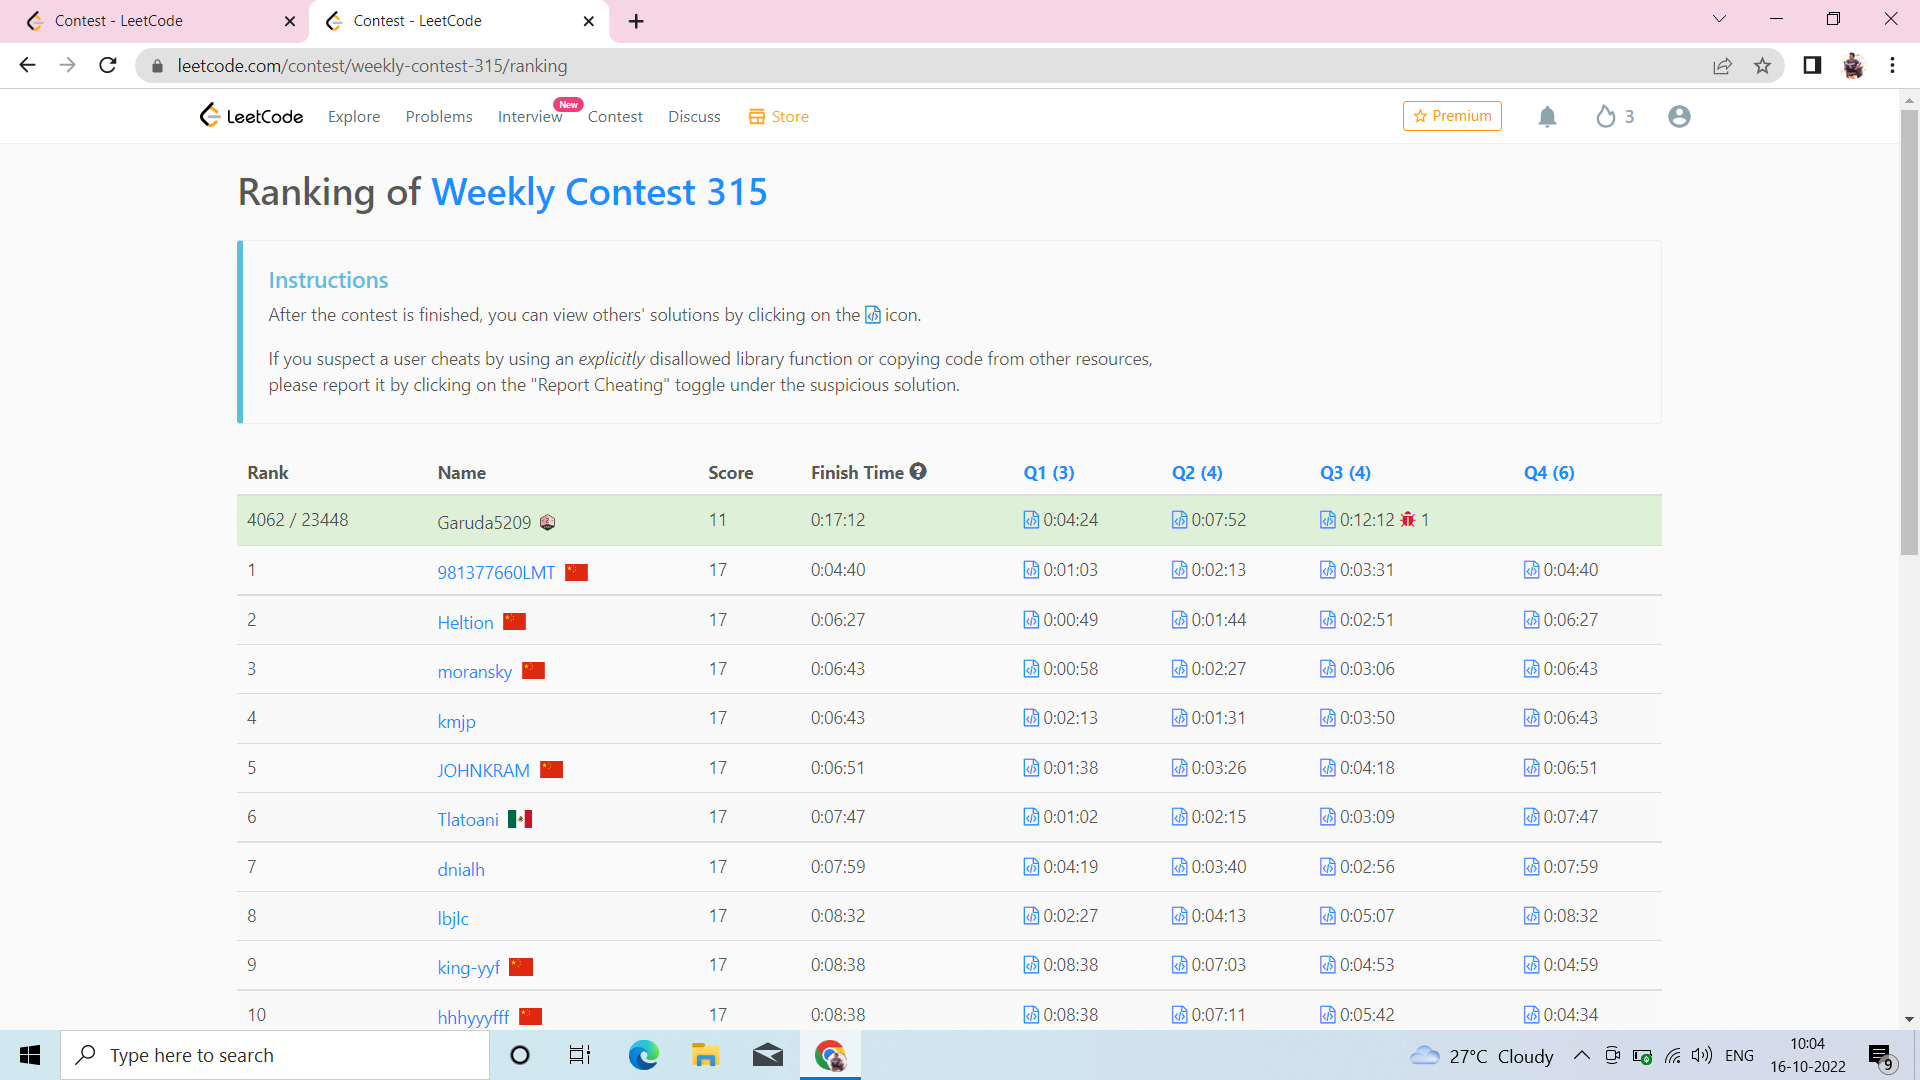 Contest - LeetCode
Contest - LeetCode
leetcode.com/contest/weekly-contest-315/ranking
LeetCode Explore Problems Interview New Contest Discuss Store Premium 3
Ranking of Weekly Contest 315
Instructions
After the contest is finished, you can view others' solutions by clicking on the icon.
If you suspect a user cheats by using an explicitly disallowed library function or copying code from other resources,
please report it by clicking on the "Report Cheating" toggle under the suspicious solution.
Rank Name Score Finish Time Q1 (3) Q2 (4) Q3 (4) Q4 (6)
4062 / 23448 Garuda5209 11 0:17:12 0:04:24 0:07:52 0:12:12 1
1 981377660LMT 17 0:04:40 0:01:03 0:02:13 0:03:31 0:04:40
2 Heltion 17 0:06:27 0:00:49 0:01:44 0:02:51 0:06:27
3 moransky 17 0:06:43 0:00:58 0:02:27 0:03:06 0:06:43
4 kmjp 17 0:06:43 0:02:13 0:01:31 0:03:50 0:06:43
5 JOHNKRAM 17 0:06:51 0:01:38 0:03:26 0:04:18 0:06:51
6 Tlatoani 17 0:07:47 0:01:02 0:02:15 0:03:09 0:07:47
7 dnialh 17 0:07:59 0:04:19 0:03:40 0:02:56 0:07:59
8 lbjlc 17 0:08:32 0:02:27 0:04:13 0:05:07 0:08:32
9 king-yyf 17 0:08:38 0:08:38 0:07:03 0:04:53 0:04:59
10 hhhyyyfff 17 0:08:38 0:08:38 0:07:11 0:05:42 0:04:34
Type here to search
27°C Cloudy ENG
10:04
16-10-2022
9